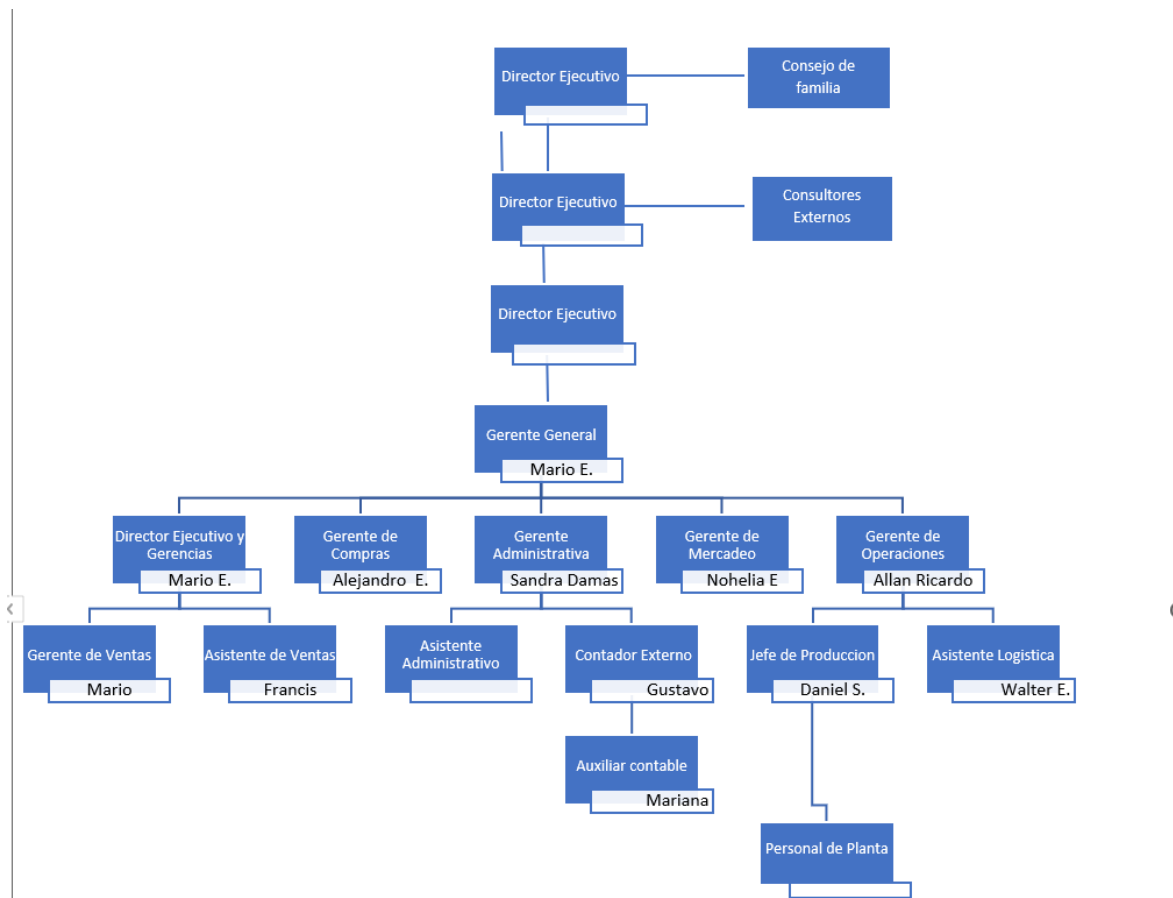 Director Ejecutivo
Consejo de
familia
Director Ejecutivo
Consultores
Externos
Director Ejecutivo
Gerente General
Mario E.
Director Ejecutivo y
Gerencias
Mario E.
Gerente de
Compras
Alejandro E.
Gerente
Administrativa
Sandra Damas
Gerente de
Mercadeo
Nohelia E
Gerente de
Operaciones
Allan Ricardo
Gerente de Ventas
Mario
Asistente de Ventas
Francis
Asistente
Administrativo
Contador Externo
Gustavo
Jefe de Produccion
Daniel S.
Asistente Logistica
Walter E.
Auxiliar contable
Mariana
Personal de Planta